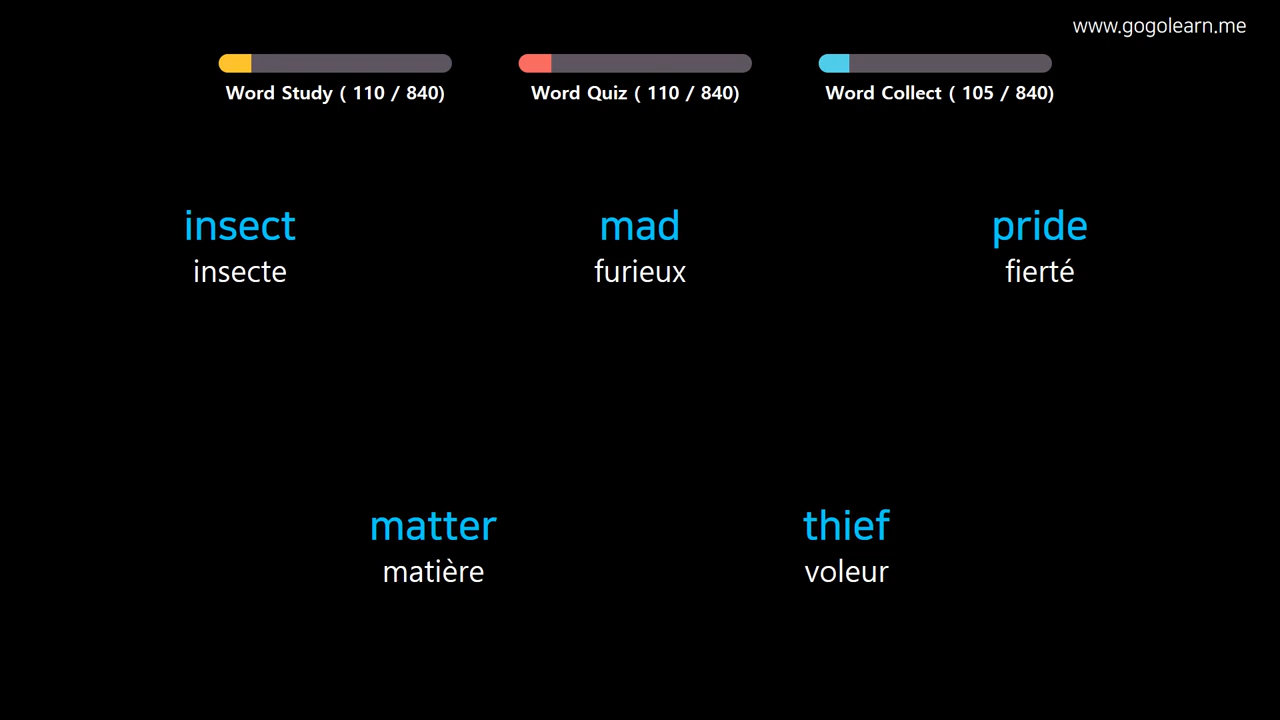 www.gogolearn.me
Word Study ( 110 / 840)
Word Quiz ( 110 / 840)
Word Collect ( 105 / 840)
insect
insecte
mad
furieux
pride
fierté
matter
matière
thief
voleur